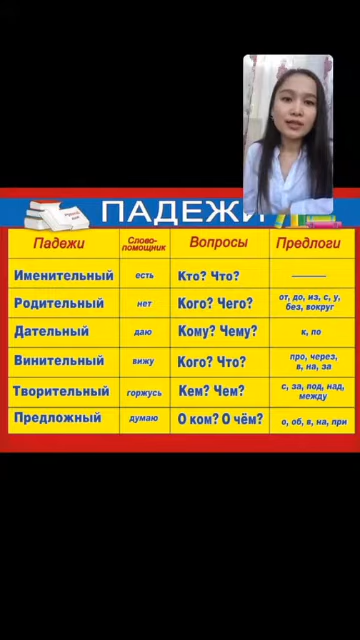 ПАДЕЖИ
Падежи Слово-помощник Вопросы Предлоги
Именительный есть Кто? Что? ———
Родительный нет Кого? Чего? от, до, из, с, у, без, вокруг
Дательный даю Кому? Чему? к, по
Винительный вижу Кого? Что? про, через, в, на, за
Творительный горжусь Кем? Чем? с, за, под, над, между
Предложный думаю О ком? О чём? о, об, в, на, при